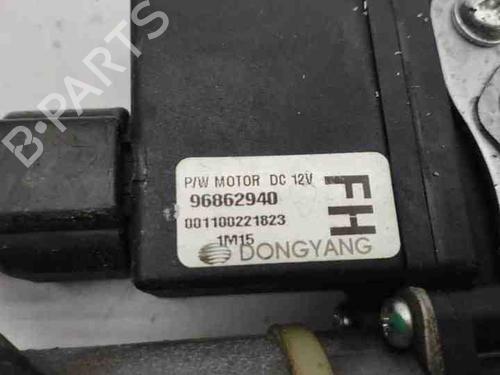 B-PARTS
P/W MOTOR DC 12V
96862940
001100221823
1M15
DONGYANG
FH